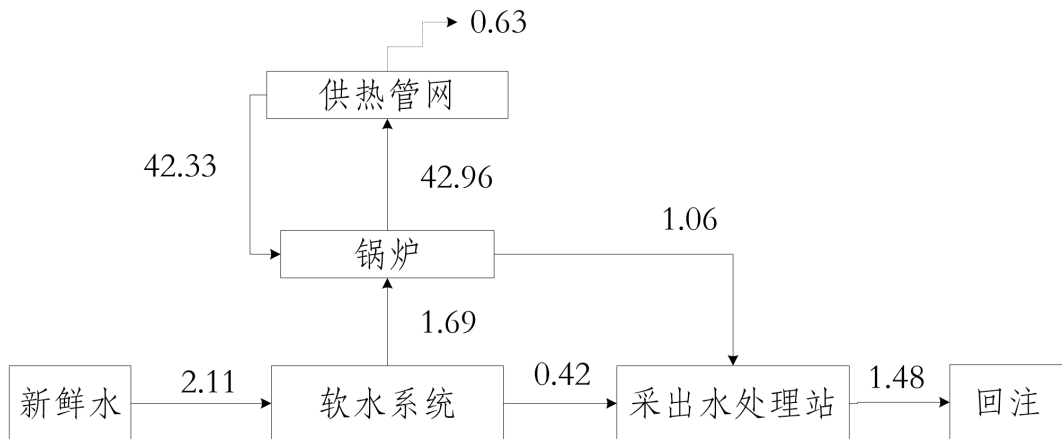 0.63
供热管网
42.33
42.96
1.06
锅炉
1.69
2.11
0.42
1.48
新鲜水
软水系统
采出水处理站
回注